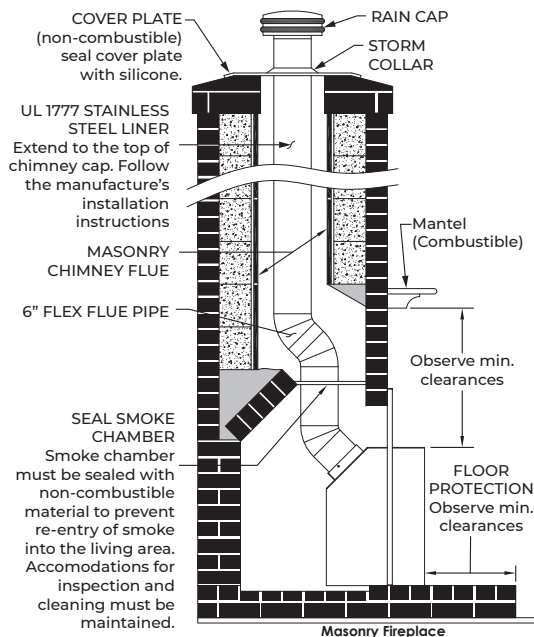 COVER PLATE
(non-combustible)
seal cover plate
with silicone.
RAIN CAP
STORM
COLLAR
UL 1777 STAINLESS
STEEL LINER
Extend to the top of
chimney cap. Follow
the manufacture's
installation
instructions
MASONRY
CHIMNEY FLUE
Mantel
(Combustible)
6” FLEX FLUE PIPE
Observe min.
clearances
SEAL SMOKE
CHAMBER
Smoke chamber
must be sealed with
non-combustible
material to prevent
re-entry of smoke
into the living area.
Accomodations for
inspection and
cleaning must be
maintained.
FLOOR
PROTECTION
Observe min.
clearances
Masonry Fireplace